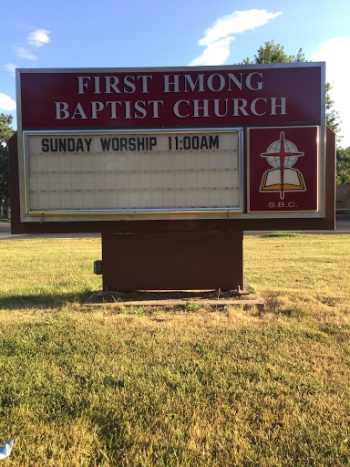 FIRST HMONG
BAPTIST CHURCH
SUNDAY WORSHIP 11:00AM
S.B.C.